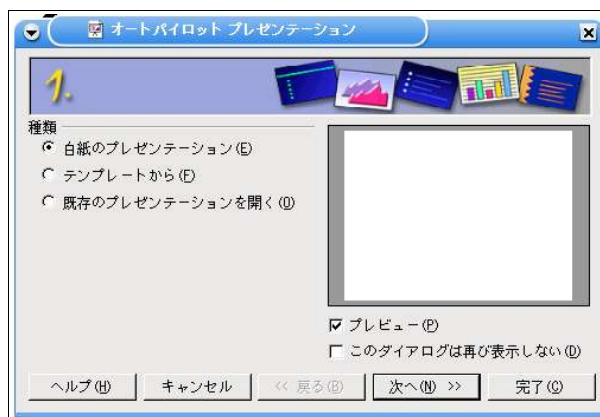 オートパイロット プレゼンテーション
1.
種類
白紙のプレゼンテーション(E)
テンプレートから(F)
既存のプレゼンテーションを開く(O)
プレビュー(P)
このダイアログは再び表示しない(D)
ヘルプ(H) キャンセル << 戻る(B) 次へ(N) >> 完了(C)